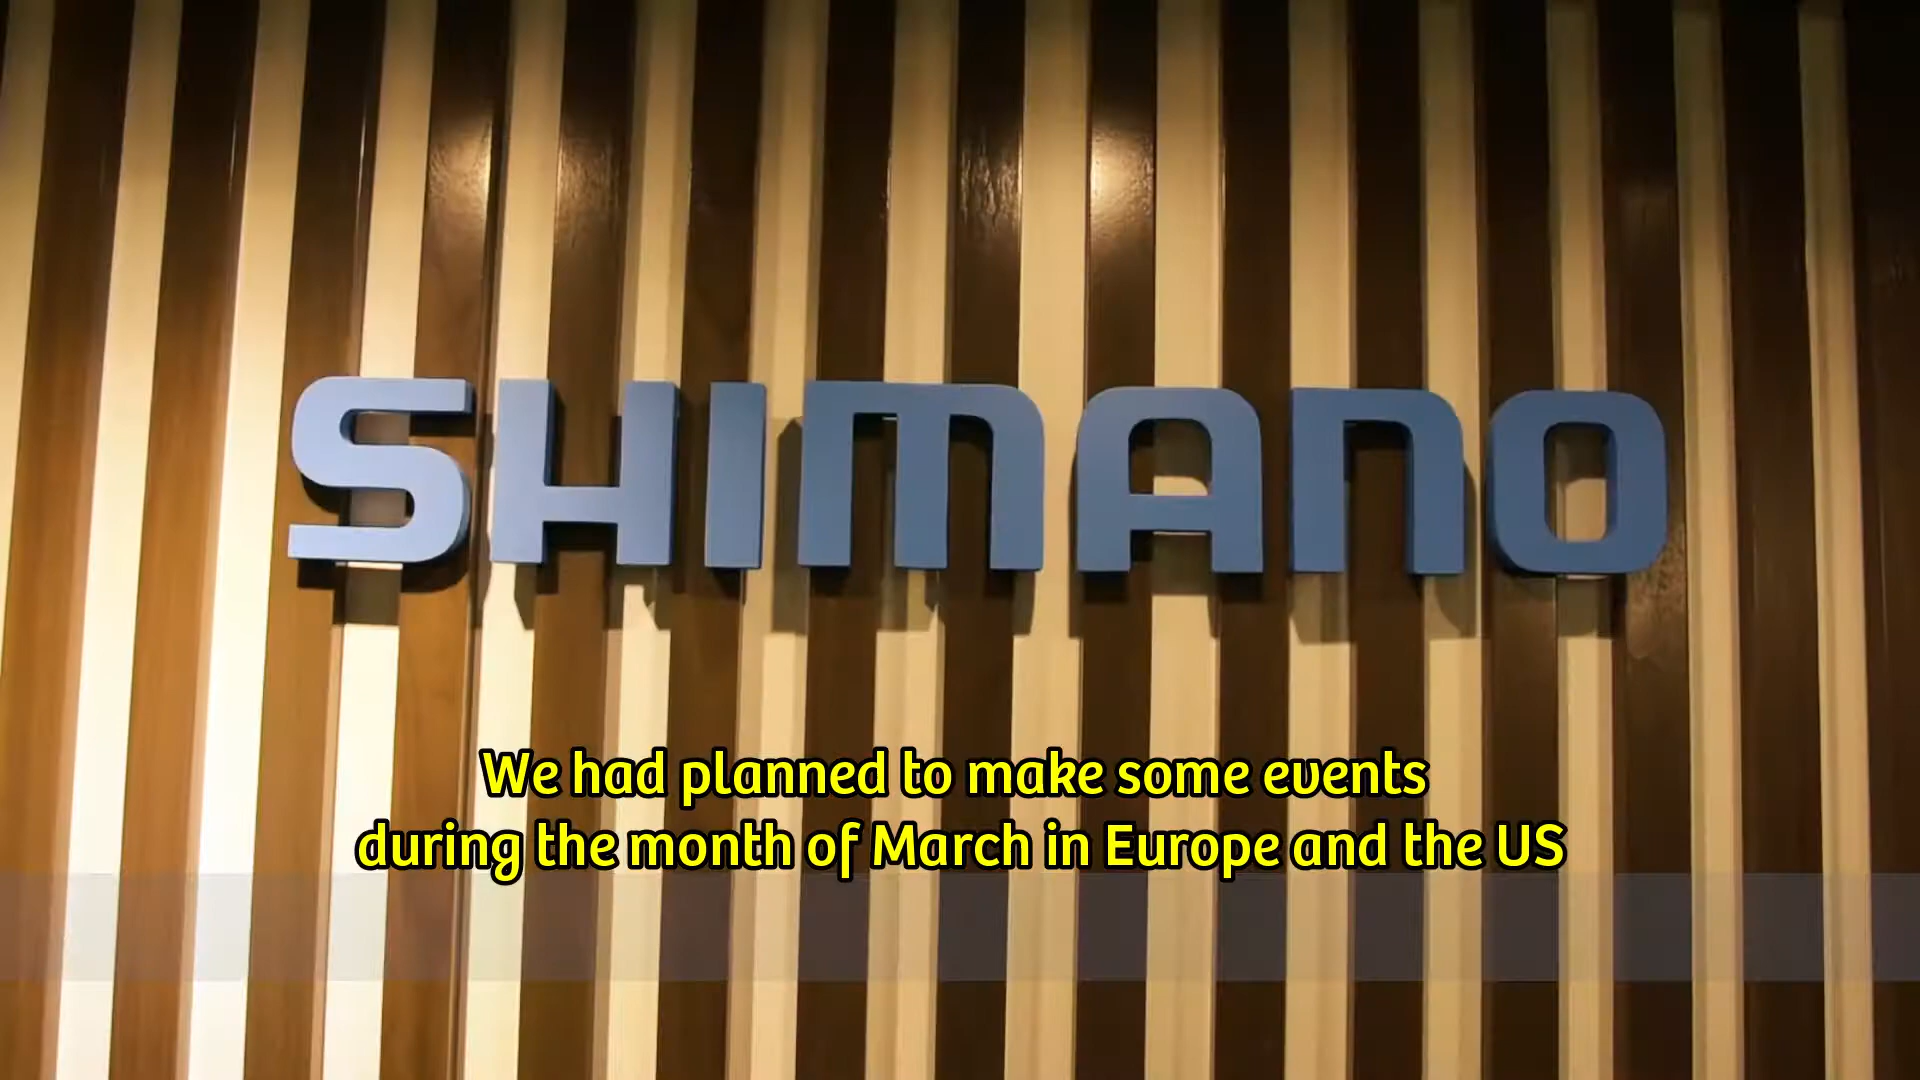 SHIMANO
We had planned to make some events
during the month of March in Europe and the US